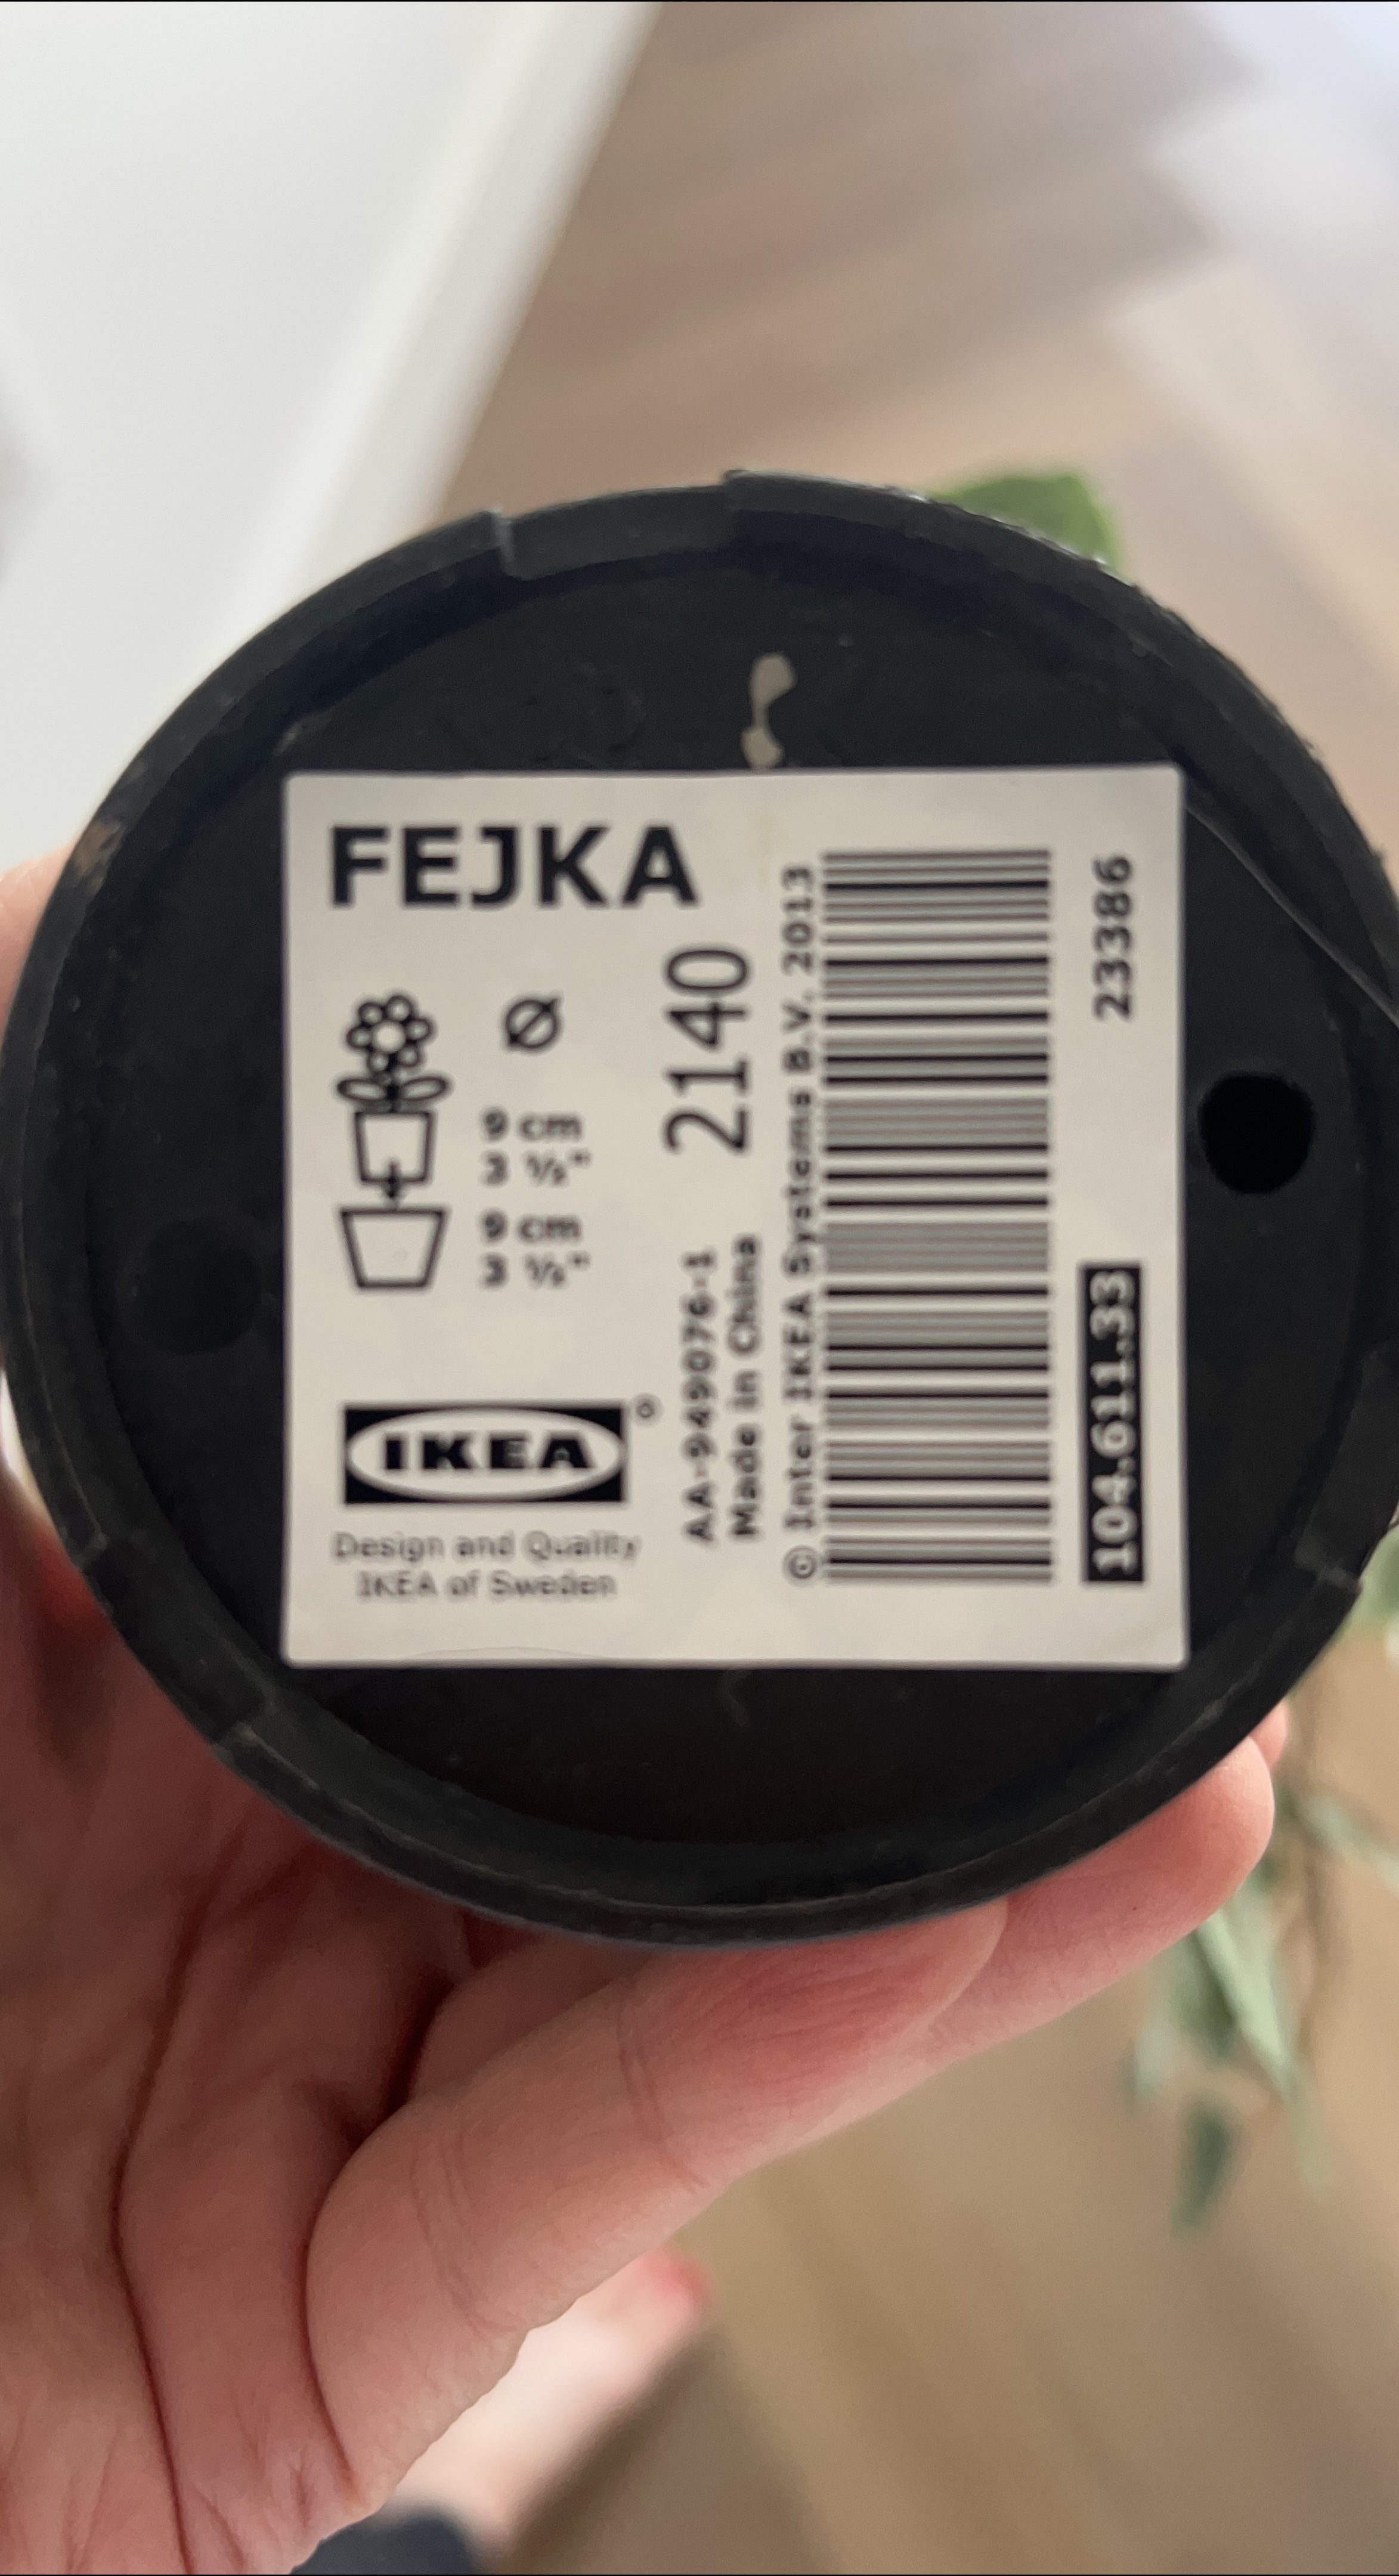 FEJKA
Ø
9 cm
3 ½"
9 cm
3 ½"
IKEA®
Design and Quality
IKEA of Sweden
2140
AA-949076-1
Made in China
© Inter IKEA Systems B.V. 2013
104.611.33
23386